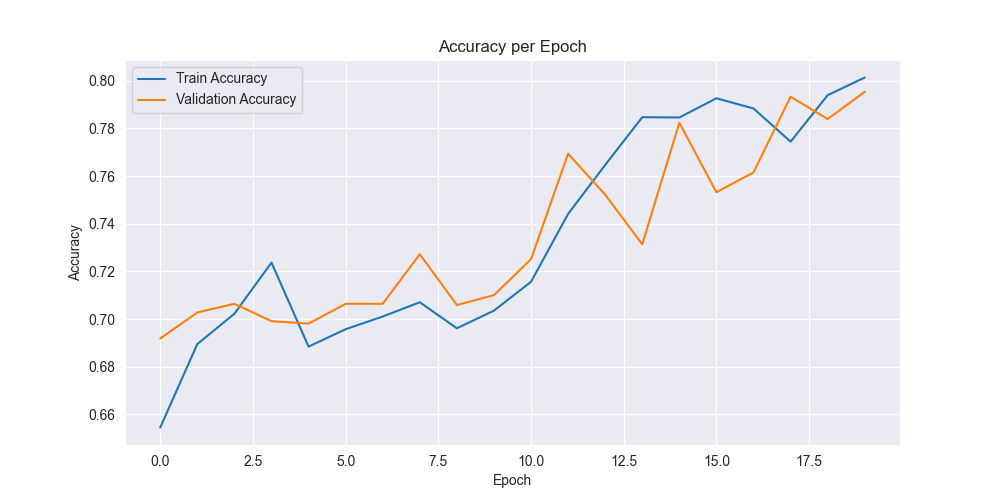 Accuracy per Epoch
Train Accuracy
Validation Accuracy
0.80
0.78
0.76
0.74
0.72
0.70
0.68
0.66
Accuracy
0.0 2.5 5.0 7.5 10.0 12.5 15.0 17.5
Epoch